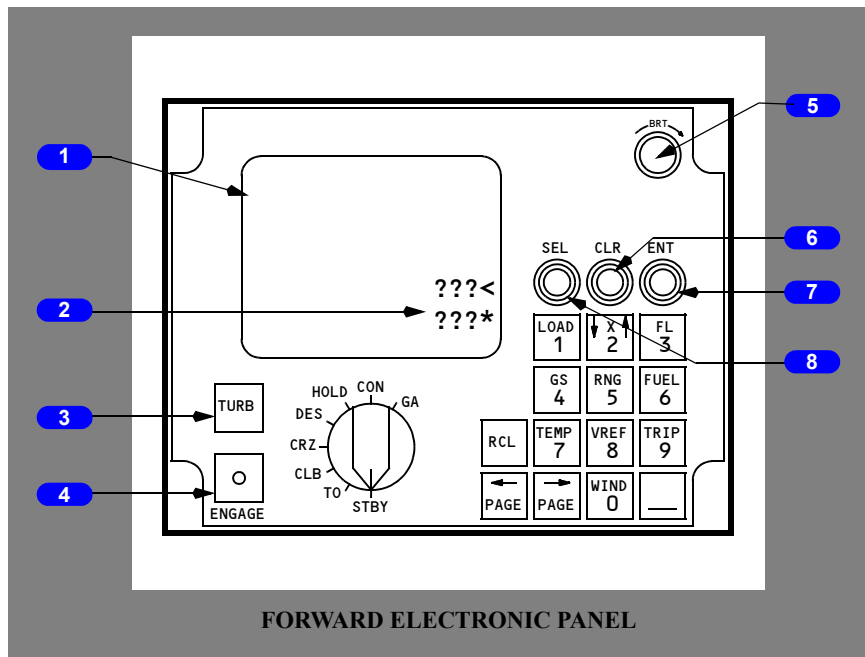 BRT
5
1
SEL CLR ENT
6
7
2
???<
???*
LOAD X FL
1 2 3
8
GS RNG FUEL
4 5 6
3
TURB
HOLD CON GA
DES
CRZ
CLB
TO
STBY
RCL
TEMP VREF TRIP
7 8 9
4
ENGAGE
PAGE PAGE
WIND
0
FORWARD ELECTRONIC PANEL